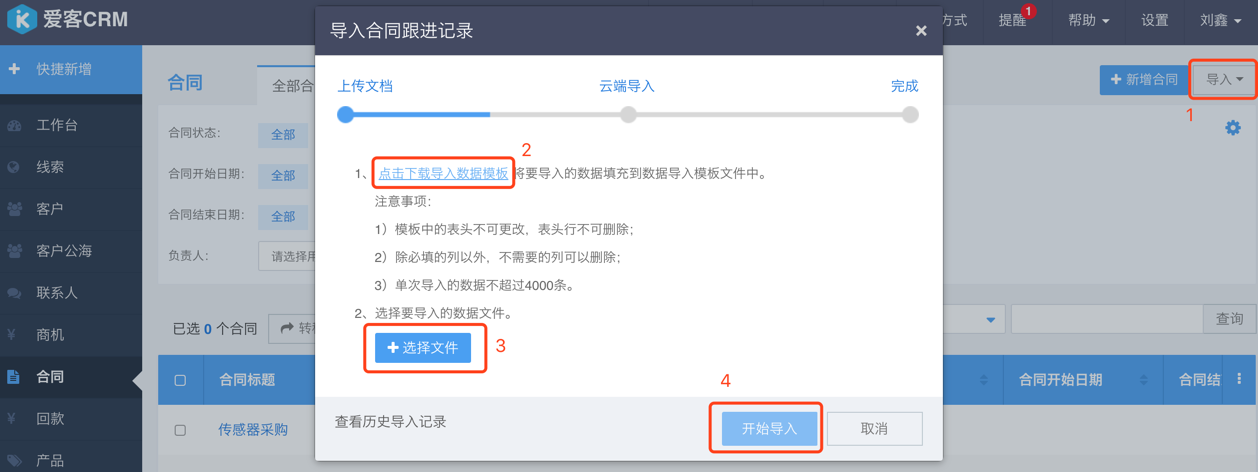 爱客CRM
导入合同跟进记录
×
方式
提醒
1
帮助
设置
刘鑫
快捷新增
工作台
线索
客户
客户公海
联系人
商机
合同
回款
产品
合同
全部合
新增合同
导入
1
合同状态：
全部
合同开始日期：
全部
合同结束日期：
全部
负责人：
请选择用
上传文档
云端导入
完成
2
1、点击下载导入数据模板 将要导入的数据填充到数据导入模板文件中。
注意事项：
1）模板中的表头不可更改，表头行不可删除；
2）除必填的列以外，不需要的列可以删除；
3）单次导入的数据不超过4000条。
2、选择要导入的数据文件。
选择文件
3
4
查看历史导入记录
开始导入
取消
已选 0 个合同
查询
合同标题
合同开始日期
合同结
传感器采购